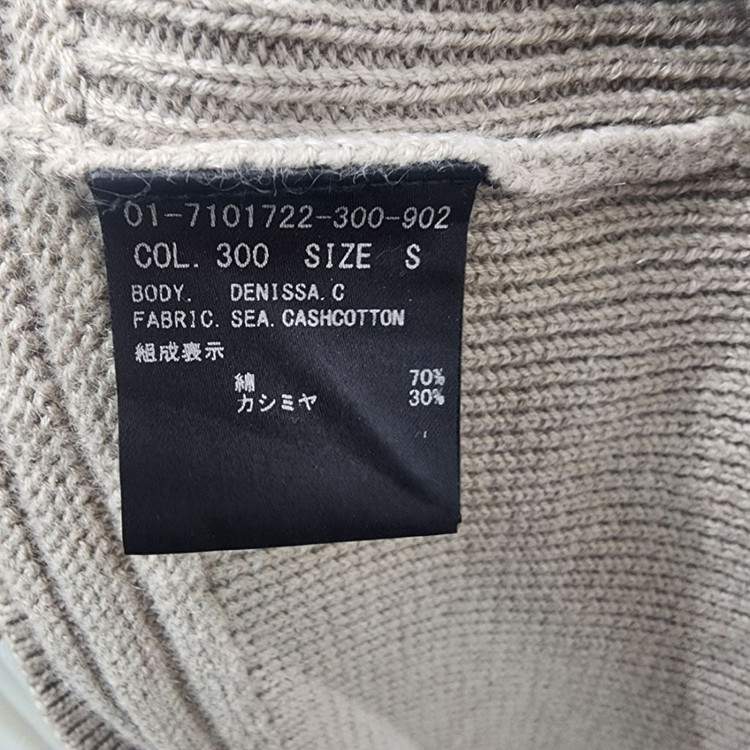 01-7101722-300-902
COL. 300 SIZE S
BODY. DENISSA.C
FABRIC. SEA.CASHCOTTON
組成表示
綿 70%
カシミヤ 30%